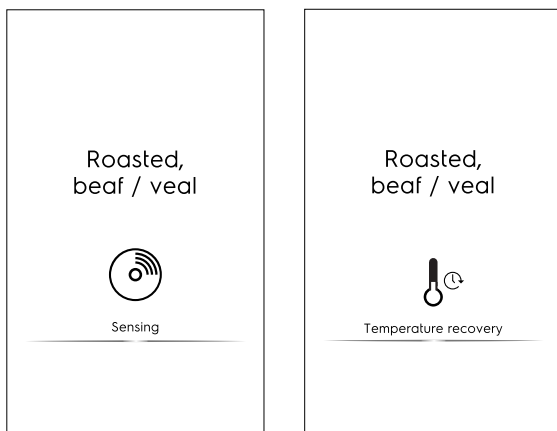 Roasted,
beaf / veal
Sensing
Roasted,
beaf / veal
Temperature recovery